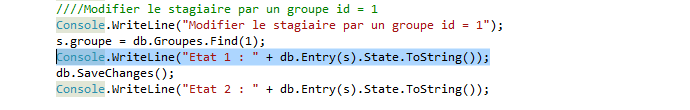 ////Modifier le stagiaire par un groupe id = 1
Console.WriteLine("Modifier le stagiaire par un groupe id = 1");
s.groupe = db.Groupes.Find(1);
Console.WriteLine("Etat 1 : " + db.Entry(s).State.ToString());
db.SaveChanges();
Console.WriteLine("Etat 2 : " + db.Entry(s).State.ToString());